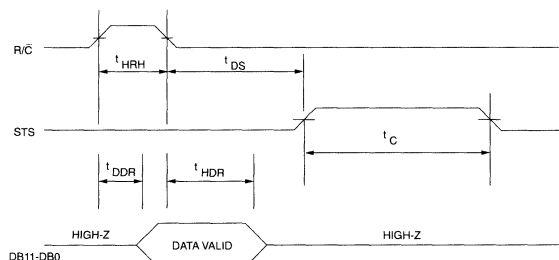 R/C̄
t HRH
t DS
STS
t C
t DDR
t HDR
HIGH-Z
DATA VALID
HIGH-Z
DB11-DB0